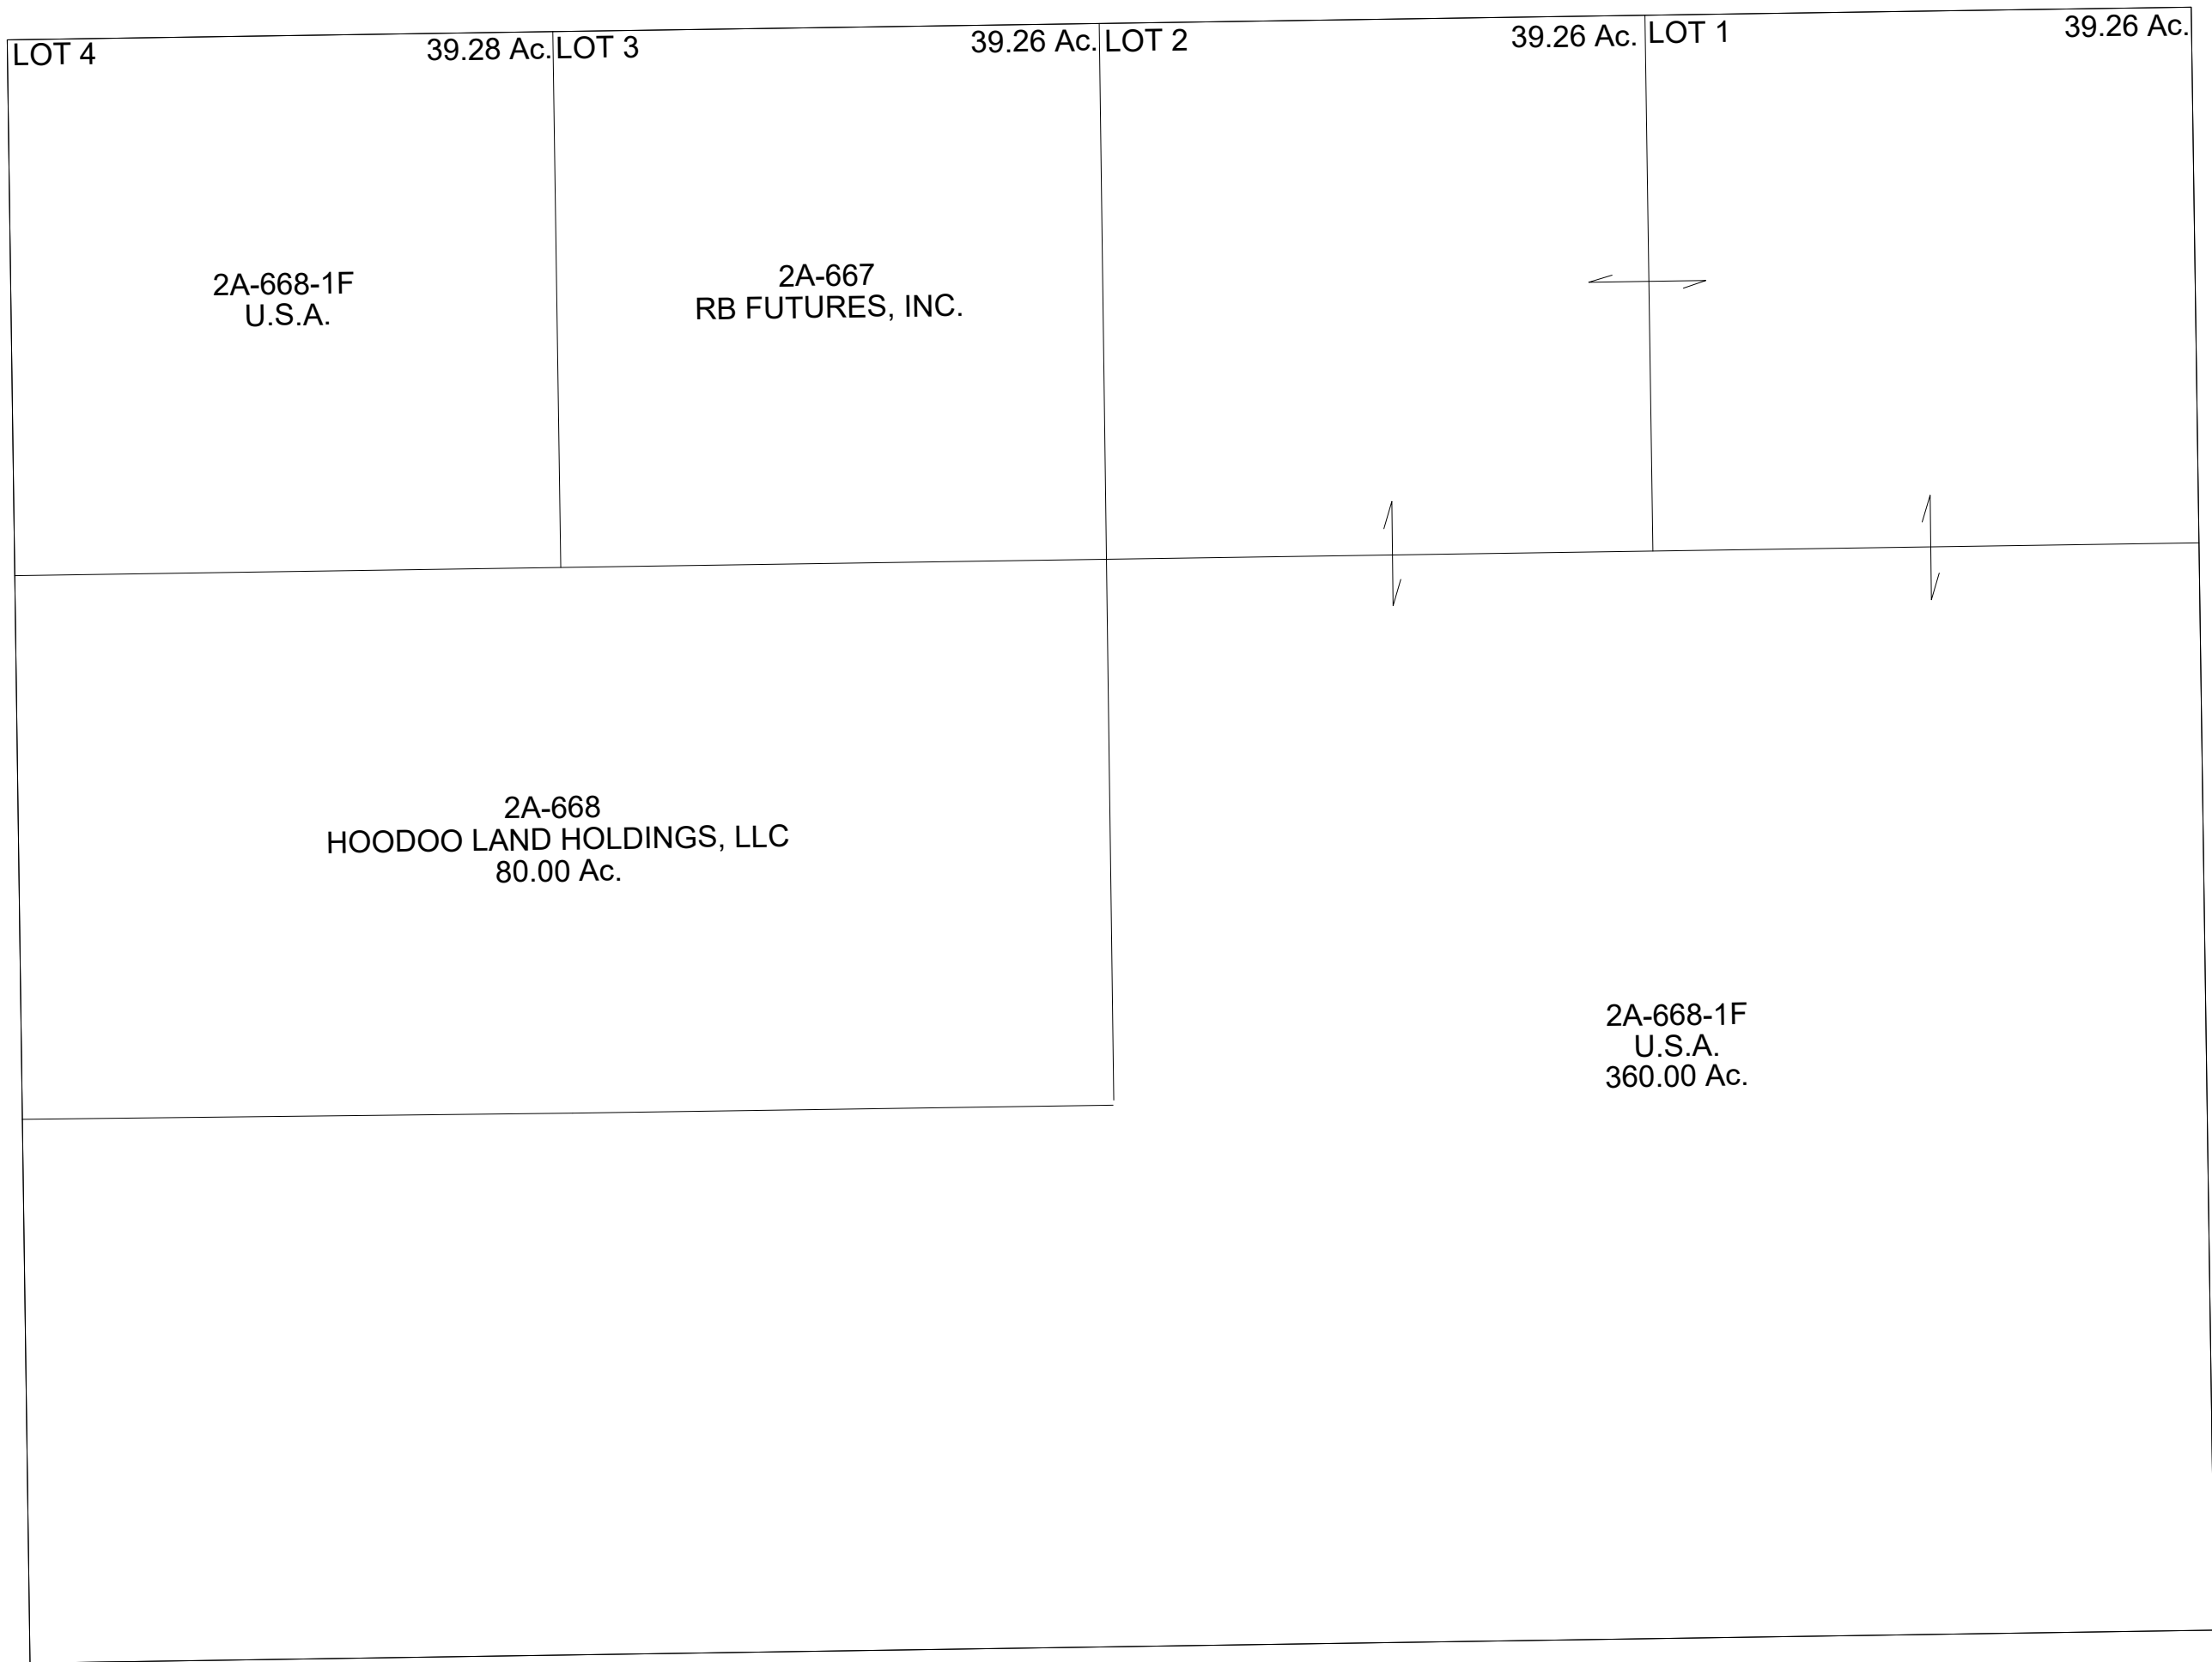 LOT 4
39.28 Ac.
LOT 3
39.26 Ac.
LOT 2
39.26 Ac.
LOT 1
39.26 Ac.
2A-668-1F
U.S.A.
2A-667
RB FUTURES, INC.
2A-668
HOODOO LAND HOLDINGS, LLC
80.00 Ac.
2A-668-1F
U.S.A.
360.00 Ac.